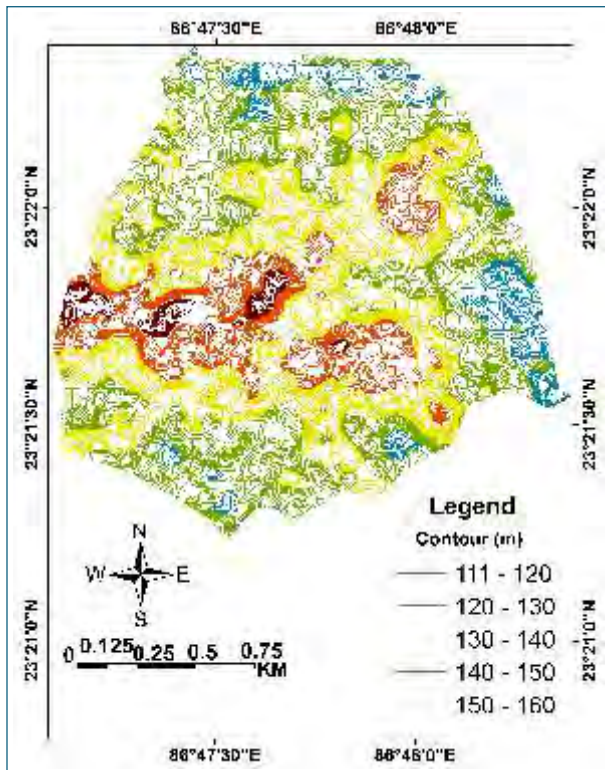 86°47'30"E 86°48'0"E
23°22'0"N 23°22'0"N
23°21'30"N 23°21'30"N
23°21'0"N 23°21'0"N
Legend
Contour (m)
111 - 120
120 - 130
130 - 140
140 - 150
150 - 160
N
W E
S
0 0.125 0.25 0.5 0.75
KM
86°47'30"E 86°46'0"E